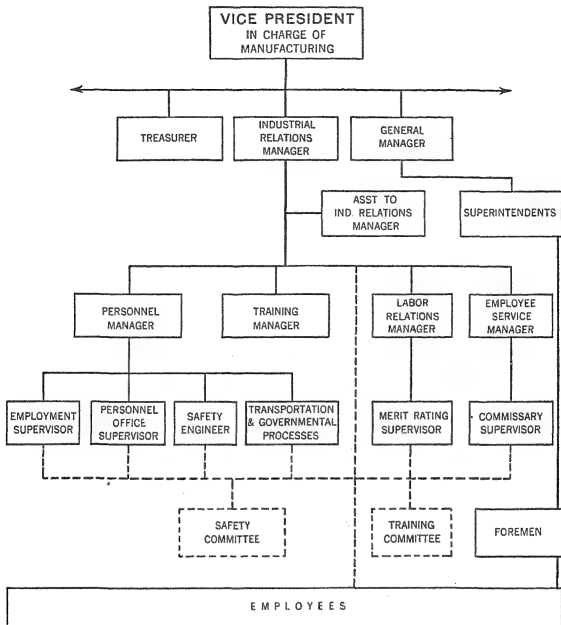 VICE PRESIDENT
IN CHARGE OF
MANUFACTURING
TREASURER
INDUSTRIAL
RELATIONS
MANAGER
GENERAL
MANAGER
ASST TO
IND. RELATIONS
MANAGER
SUPERINTENDENTS
PERSONNEL
MANAGER
TRAINING
MANAGER
LABOR
RELATIONS
MANAGER
EMPLOYEE
SERVICE
MANAGER
EMPLOYMENT
SUPERVISOR
PERSONNEL
OFFICE
SUPERVISOR
SAFETY
ENGINEER
TRANSPORTATION
& GOVERNMENTAL
PROCESSES
MERIT RATING
SUPERVISOR
COMMISSARY
SUPERVISOR
SAFETY
COMMITTEE
TRAINING
COMMITTEE
FOREMEN
EMPLOYEES